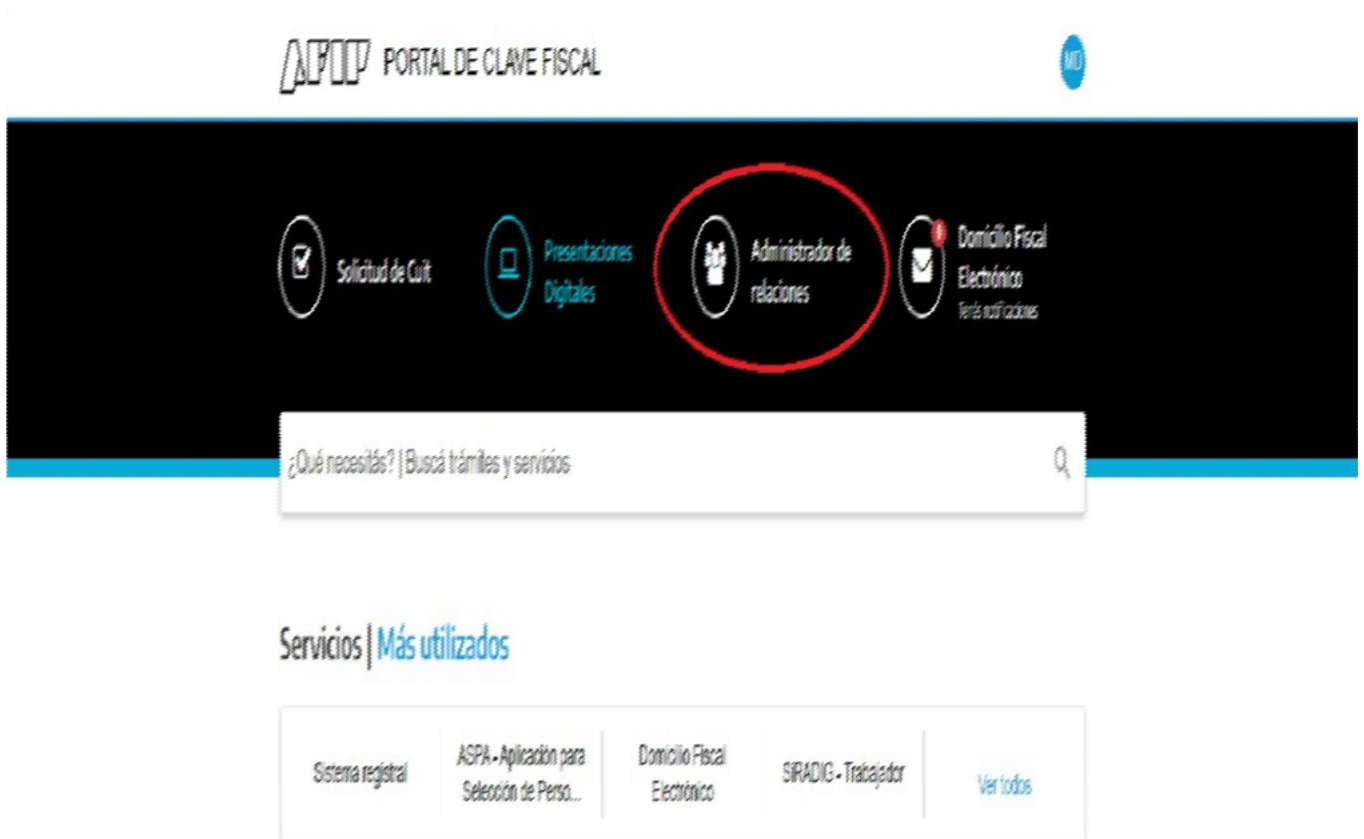 AFIP PORTAL DE CLAVE FISCAL
MD
Solicitud de Cuit
Presentaciones
Digitales
Administrador de
relaciones
Domicilio Fiscal
Electrónico
Tenés notificaciones
¿Qué necesitás? | Buscá trámites y servicios
Servicios | Más utilizados
Sistema registral
ASPA - Aplicación para
Selección de Perso...
Domicilio Fiscal
Electrónico
SIRADIG - Trabajador
Ver todos